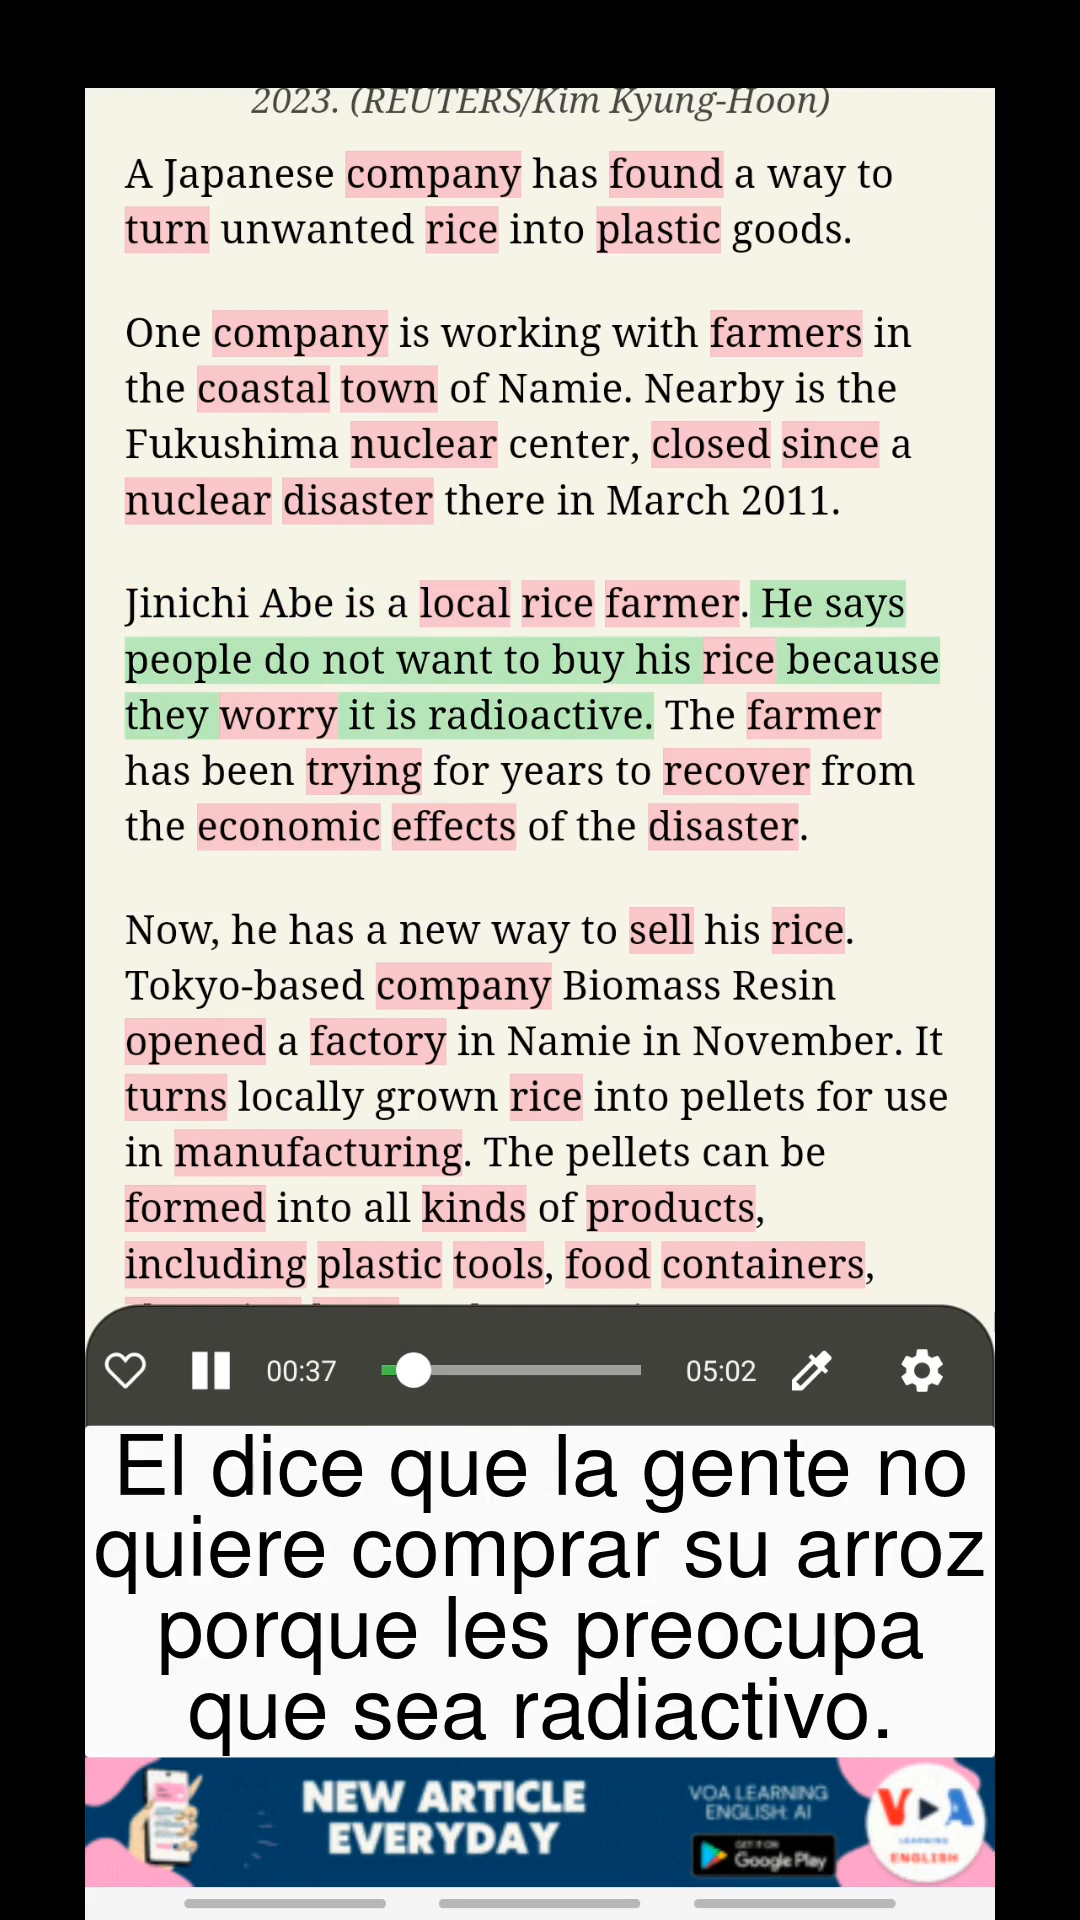 2023. (REUTERS/Kim Kyung-Hoon)
A Japanese company has found a way to
turn unwanted rice into plastic goods.
One company is working with farmers in
the coastal town of Namie. Nearby is the
Fukushima nuclear center, closed since a
nuclear disaster there in March 2011.
Jinichi Abe is a local rice farmer. He says
people do not want to buy his rice because
they worry it is radioactive. The farmer
has been trying for years to recover from
the economic effects of the disaster.
Now, he has a new way to sell his rice.
Tokyo-based company Biomass Resin
opened a factory in Namie in November. It
turns locally grown rice into pellets for use
in manufacturing. The pellets can be
formed into all kinds of products,
including plastic tools, food containers,
00:37 05:02
El dice que la gente no
quiere comprar su arroz
porque les preocupa
que sea radiactivo.
NEW ARTICLE
EVERYDAY
VOA LEARNING
ENGLISH: AI
GET IT ON
Google Play
VOA
LEARNING
ENGLISH